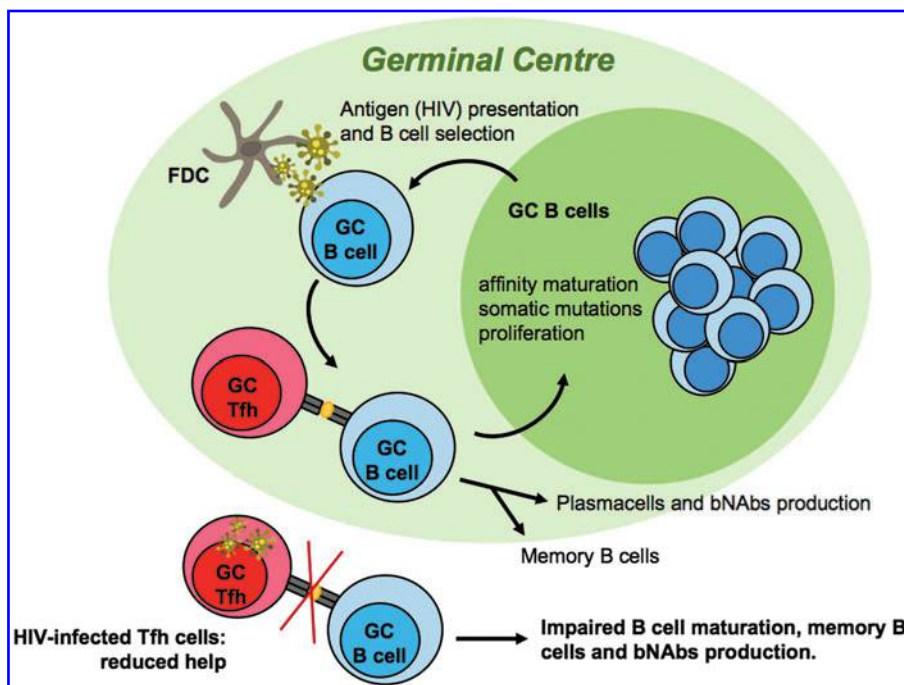 Germinal Centre
Antigen (HIV) presentation
and B cell selection
FDC
GC
B cell
GC B cells
affinity maturation
somatic mutations
proliferation
GC
Tfh
GC
B cell
Plasmacells and bNAbs production
Memory B cells
GC
Tfh
GC
B cell
HIV-infected Tfh cells:
reduced help
Impaired B cell maturation, memory B
cells and bNAbs production.